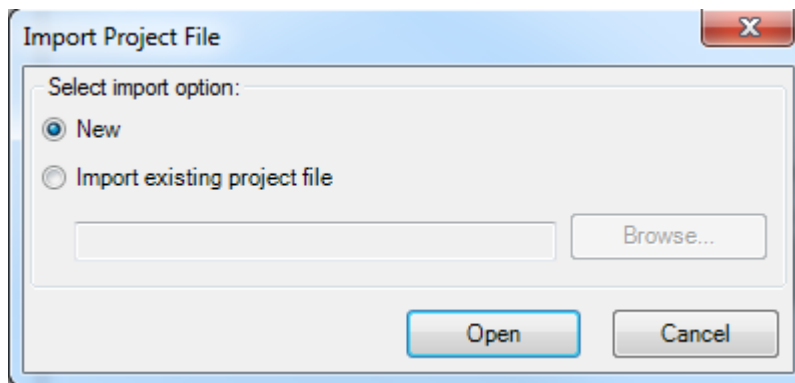 Import Project File
Select import option:
New
Import existing project file
Browse...
Open
Cancel